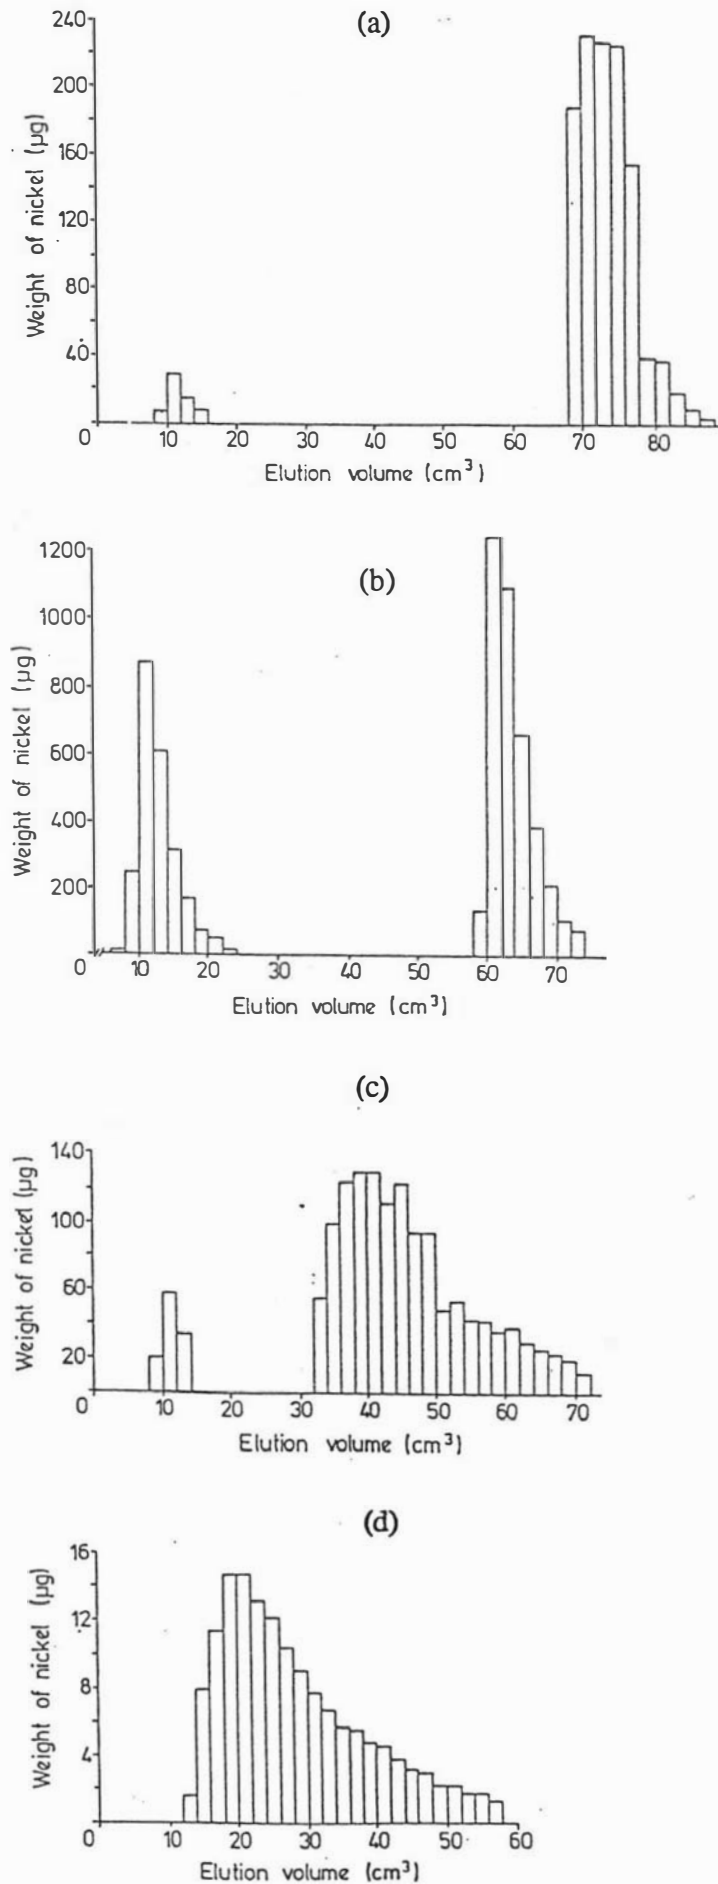 (a)
240
200
160
120
80
40
Weight of nickel (µg)
0 10 20 30 40 50 60 70 80
Elution volume (cm³)
(b)
1200
1000
800
600
400
200
Weight of nickel (µg)
0 10 20 30 40 50 60 70
Elution volume (cm³)
(c)
140
100
60
20
Weight of nickel (µg)
0 10 20 30 40 50 60 70
Elution volume (cm³)
(d)
16
12
8
4
Weight of nickel (µg)
0 10 20 30 40 50 60
Elution volume (cm³)